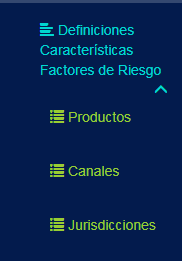 Definiciones
Características
Factores de Riesgo
Productos
Canales
Jurisdicciones